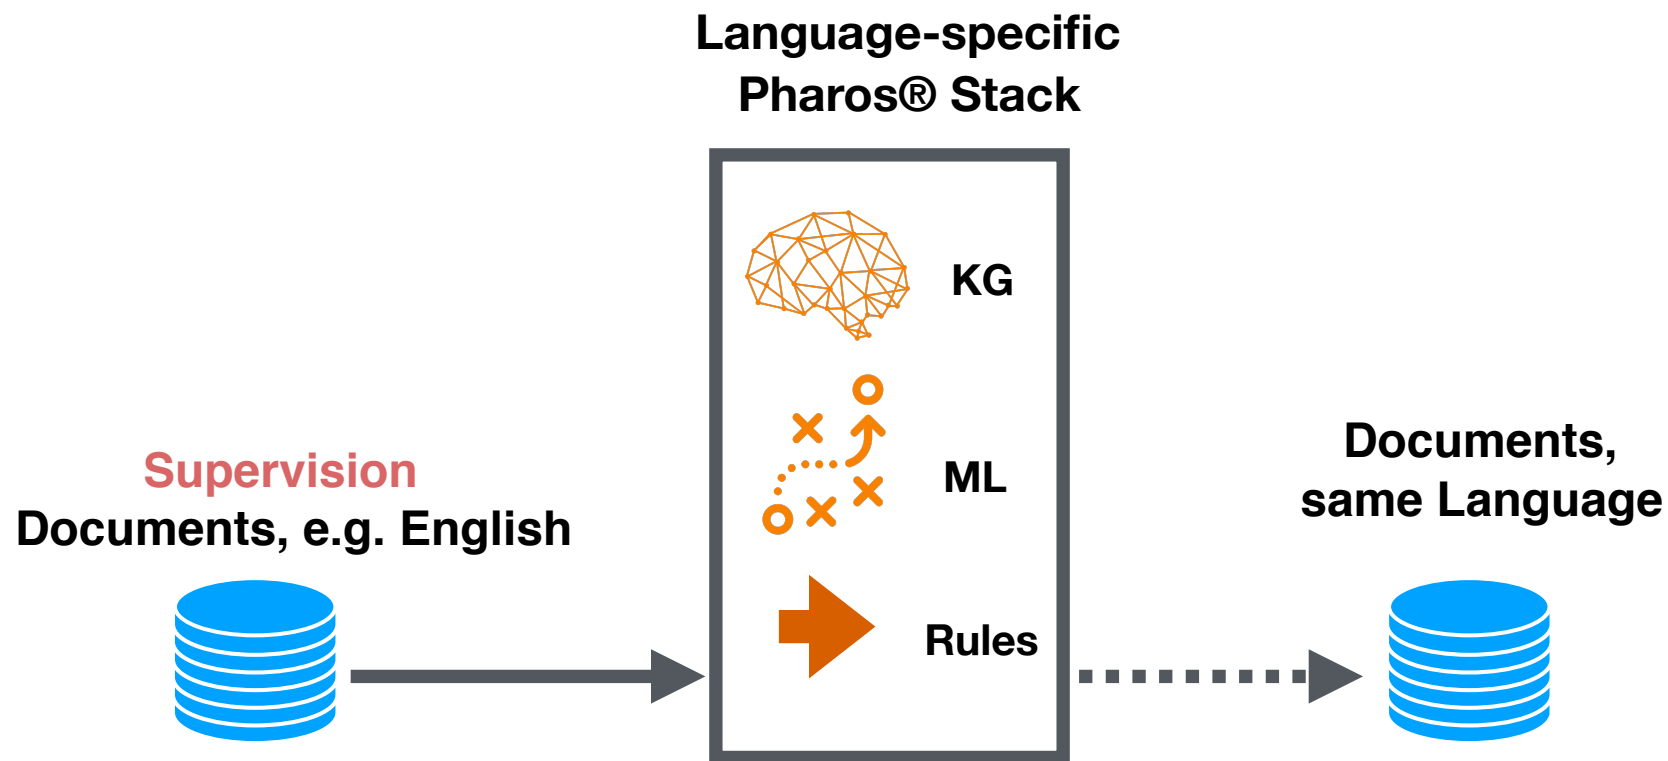 Language-specific
Pharos® Stack
KG
ML
Rules
Supervision
Documents, e.g. English
Documents,
same Language